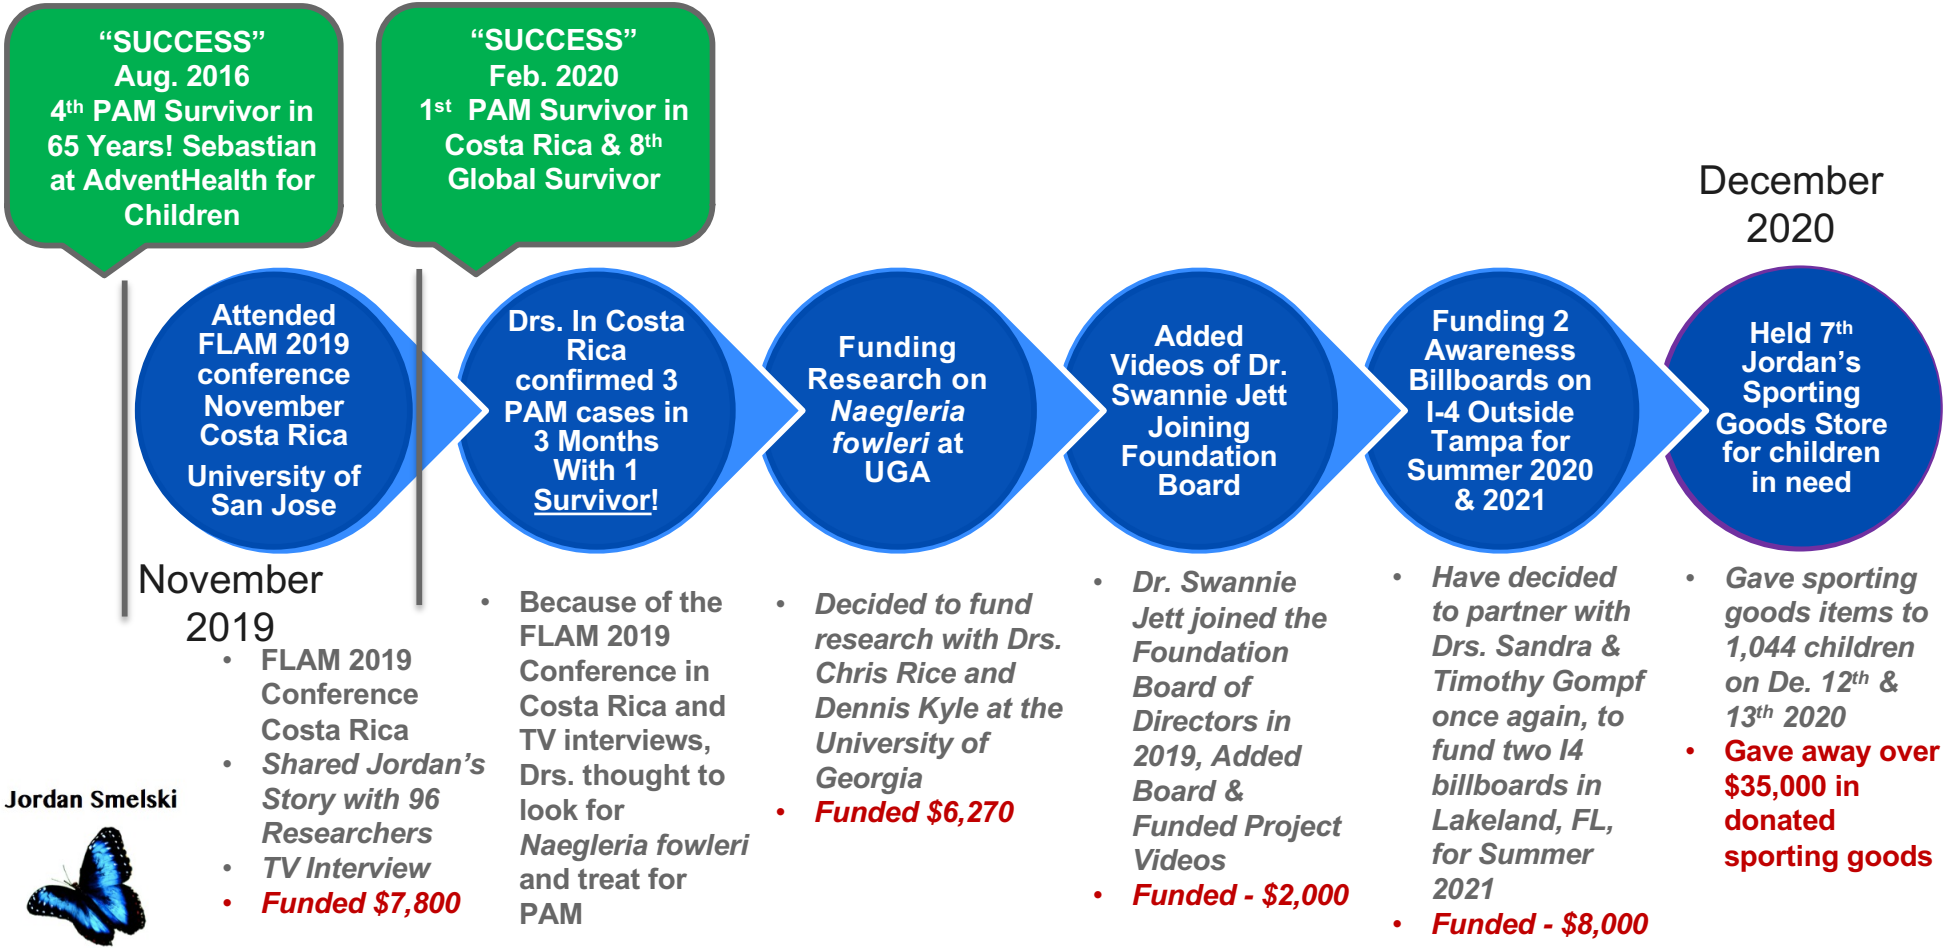 “SUCCESS”
Aug. 2016
4th PAM Survivor in
65 Years! Sebastian
at AdventHealth for
Children
“SUCCESS”
Feb. 2020
1st PAM Survivor in
Costa Rica & 8th
Global Survivor
Attended
FLAM 2019
conference
November
Costa Rica
University of
San Jose
Drs. In Costa
Rica
confirmed 3
PAM cases in
3 Months
With 1
Survivor!
Funding
Research on
Naegleria
fowleri at
UGA
Added
Videos of Dr.
Swannie Jett
Joining
Foundation
Board
Funding 2
Awareness
Billboards on
I-4 Outside
Tampa for
Summer 2020
& 2021
December
2020
Held 7th
Jordan’s
Sporting
Goods Store
for children
in need
November
2019
• FLAM 2019
Conference
Costa Rica
• Shared Jordan’s
Story with 96
Researchers
• TV Interview
• Funded $7,800
• Because of the
FLAM 2019
Conference in
Costa Rica and
TV interviews,
Drs. thought to
look for
Naegleria fowleri
and treat for
PAM
• Decided to fund
research with Drs.
Chris Rice and
Dennis Kyle at the
University of
Georgia
• Funded $6,270
• Dr. Swannie
Jett joined the
Foundation
Board of
Directors in
2019, Added
Board &
Funded Project
Videos
• Funded - $2,000
• Have decided
to partner with
Drs. Sandra &
Timothy Gompf
once again, to
fund two I4
billboards in
Lakeland, FL,
for Summer
2021
• Funded - $8,000
• Gave sporting
goods items to
1,044 children
on De. 12th &
13th 2020
• Gave away over
$35,000 in
donated
sporting goods
Jordan Smelski